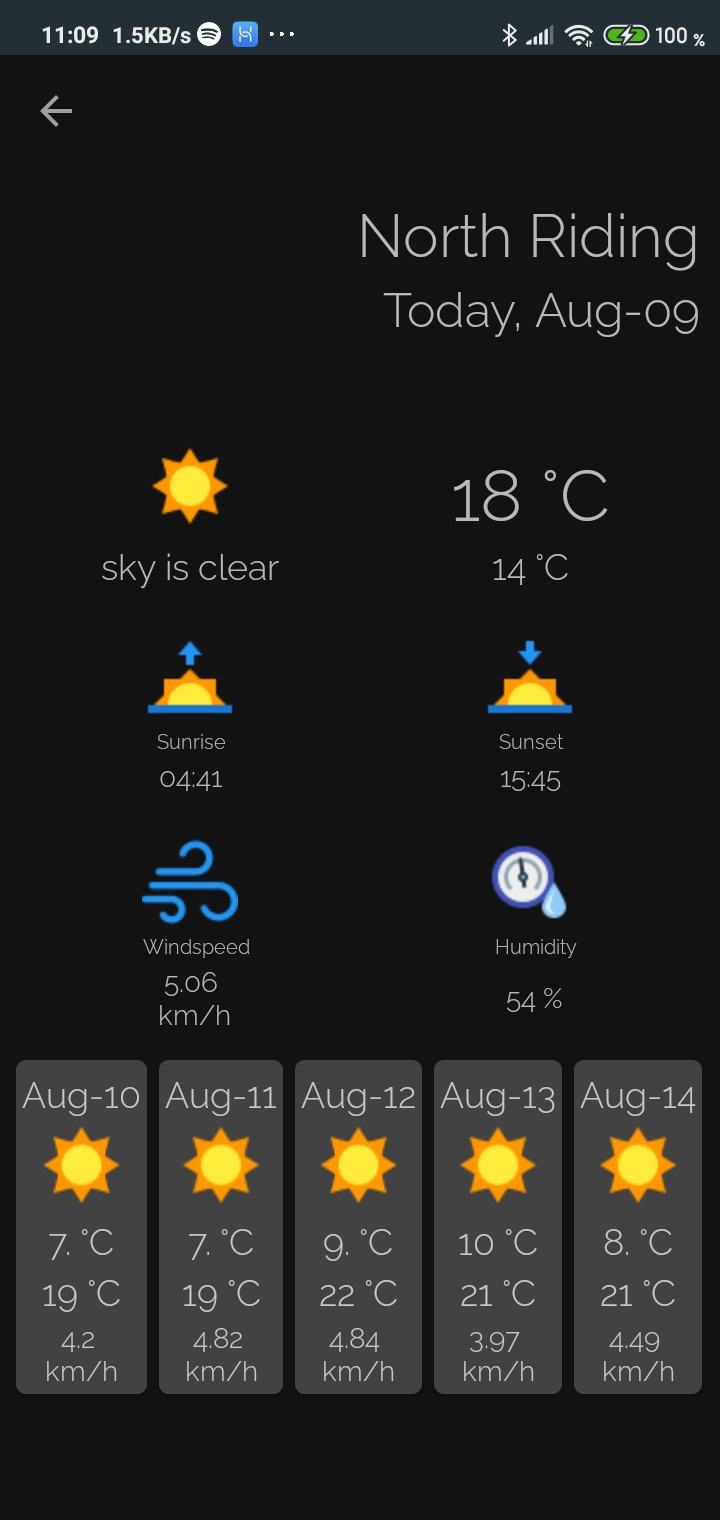 11:09 1.5KB/s 100 %
North Riding
Today, Aug-09
18 °C
sky is clear
14 °C
Sunrise
Sunset
04:41
15:45
Windspeed
Humidity
5.06
km/h
54 %
Aug-10
7. °C
19 °C
4.2
km/h
Aug-11
7. °C
19 °C
4.82
km/h
Aug-12
9. °C
22 °C
4.84
km/h
Aug-13
10 °C
21 °C
3.97
km/h
Aug-14
8. °C
21 °C
4.49
km/h